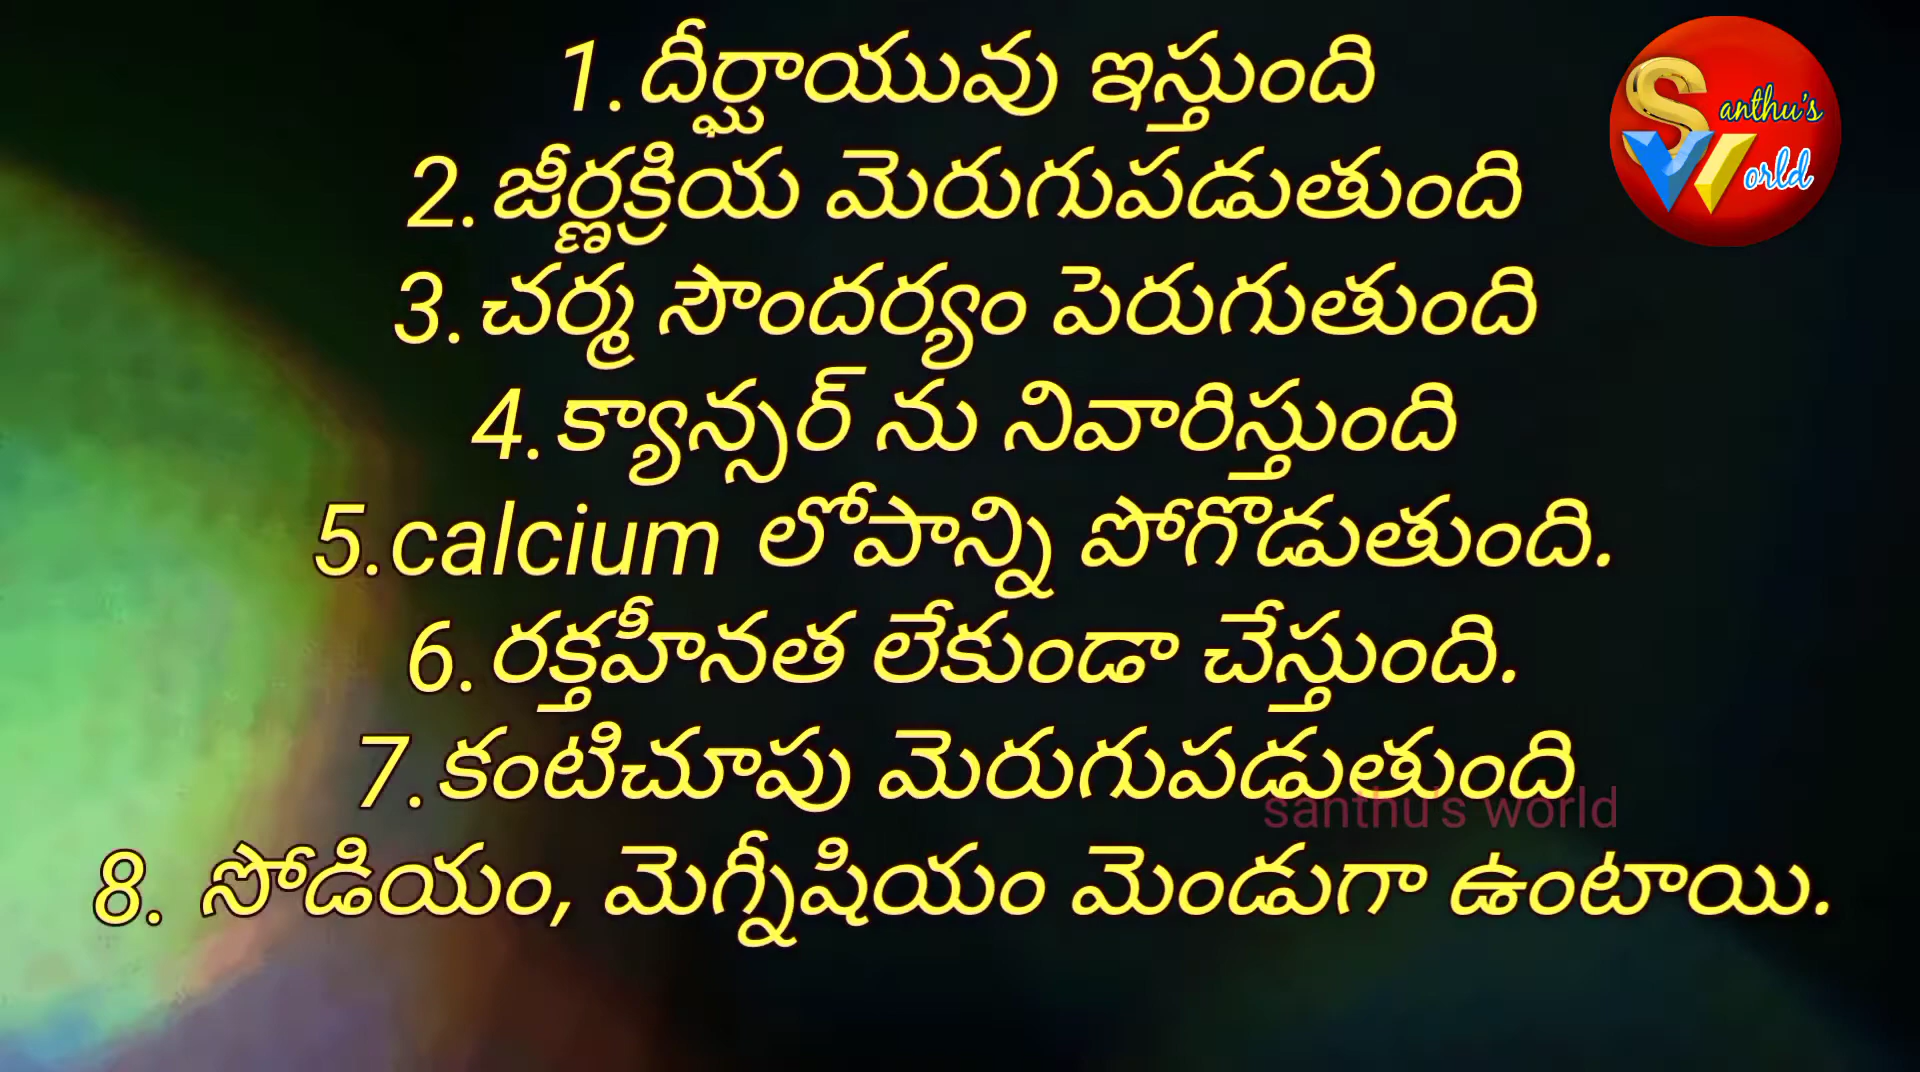 1. దీర్ఘాయువు ఇస్తుంది
2. జీర్ణక్రియ మెరుగుపడుతుంది
3. చర్మ సౌందర్యం పెరుగుతుంది
4. క్యాన్సర్ ను నివారిస్తుంది
5.calcium లోపాన్ని పోగొడుతుంది.
6. రక్తహీనత లేకుండా చేస్తుంది.
7. కంటిచూపు మెరుగుపడుతుంది
8. సోడియం, మెగ్నీషియం మెండుగా ఉంటాయి.
Santhu's
World
santhu's world